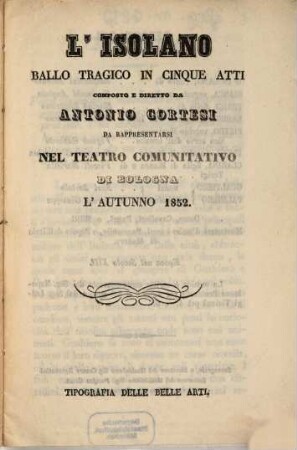 L' ISOLANO
BALLO TRAGICO IN CINQUE ATTI
COMPOSTO E DIRETTO DA
ANTONIO CORTESI
DA RAPPRESENTARSI
NEL TEATRO COMUNITATIVO
DI BOLOGNA
L' AUTUNNO 1852.
TIPOGRAFIA DELLE BELLE ARTI.